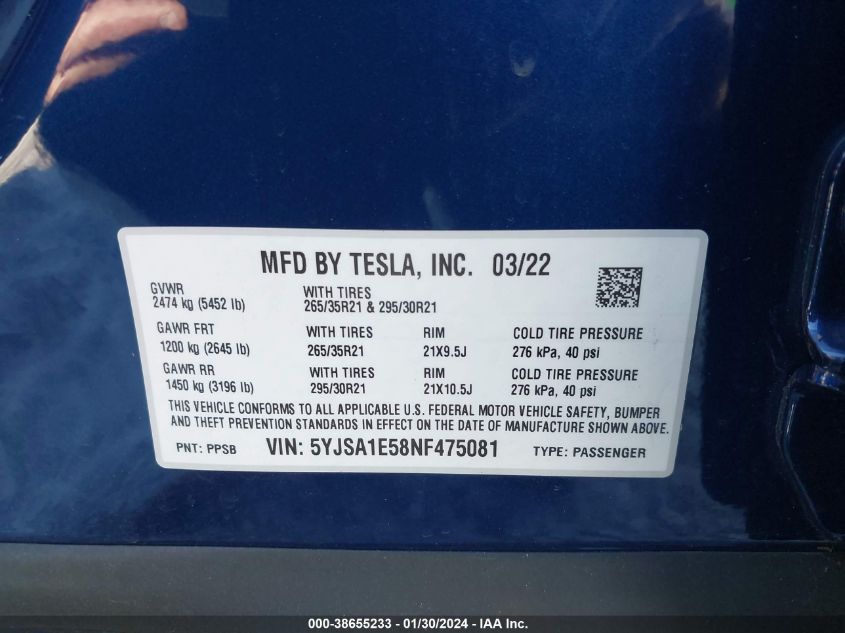 MFD BY TESLA, INC. 03/22
GVWR
2474 kg (5452 lb)
WITH TIRES
265/35R21 & 295/30R21
GAWR FRT WITH TIRES RIM COLD TIRE PRESSURE
1200 kg (2645 lb) 265/35R21 21X9.5J 276 kPa, 40 psi
GAWR RR WITH TIRES RIM COLD TIRE PRESSURE
1450 kg (3196 lb) 295/30R21 21X10.5J 276 kPa, 40 psi
THIS VEHICLE CONFORMS TO ALL APPLICABLE U.S. FEDERAL MOTOR VEHICLE SAFETY, BUMPER
AND THEFT PREVENTION STANDARDS IN EFFECT ON THE DATE OF MANUFACTURE SHOWN ABOVE.
PNT: PPSB VIN: 5YJSA1E58NF475081 TYPE: PASSENGER
000-38655233 - 01/30/2024 - IAA Inc.